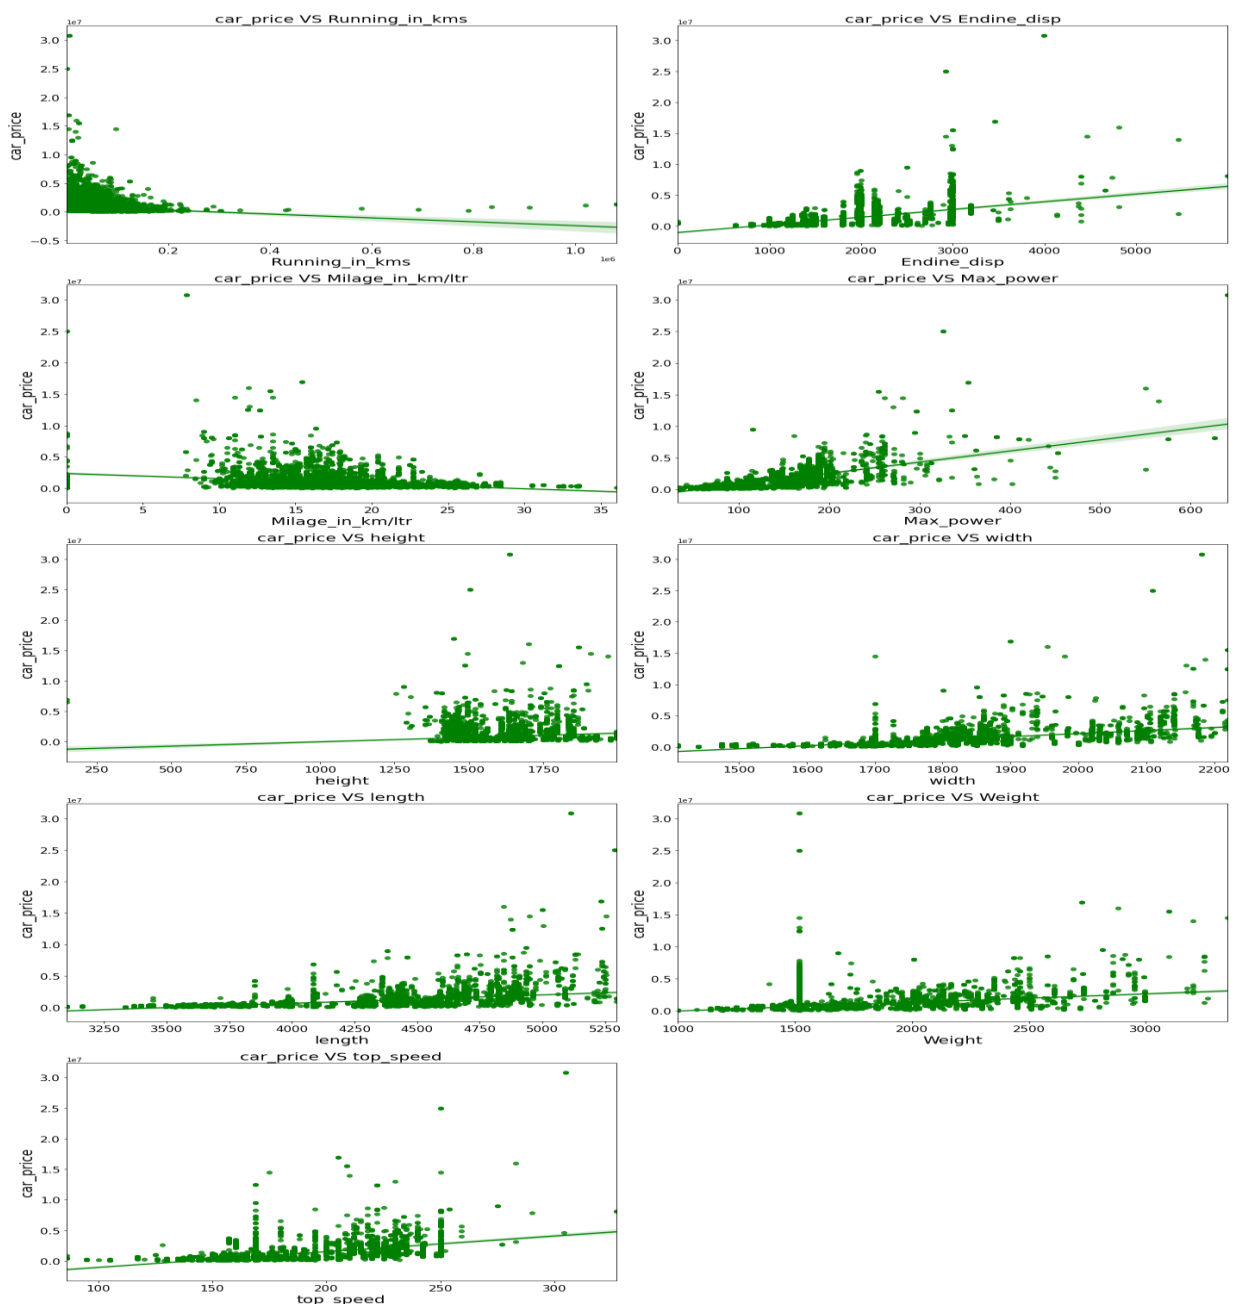 car_price VS Running_in_kms
1e7
3.0
2.5
2.0
1.5
1.0
0.5
0.0
−0.5
car_price
0.2 0.4 0.6 0.8 1.0
1e6
Running_in_kms
car_price VS Endine_disp
1e7
3.0
2.5
2.0
1.5
1.0
0.5
0.0
car_price
0 1000 2000 3000 4000 5000
Endine_disp
car_price VS Milage_in_km/ltr
1e7
3.0
2.5
2.0
1.5
1.0
0.5
0.0
car_price
0 5 10 15 20 25 30 35
Milage_in_km/ltr
car_price VS Max_power
1e7
3.0
2.5
2.0
1.5
1.0
0.5
0.0
car_price
100 200 300 400 500 600
Max_power
car_price VS height
1e7
3.0
2.5
2.0
1.5
1.0
0.5
0.0
car_price
250 500 750 1000 1250 1500 1750
height
car_price VS width
1e7
3.0
2.5
2.0
1.5
1.0
0.5
0.0
car_price
1500 1600 1700 1800 1900 2000 2100 2200
width
car_price VS length
1e7
3.0
2.5
2.0
1.5
1.0
0.5
0.0
car_price
3250 3500 3750 4000 4250 4500 4750 5000 5250
length
car_price VS Weight
1e7
3.0
2.5
2.0
1.5
1.0
0.5
0.0
car_price
1000 1500 2000 2500 3000
Weight
car_price VS top_speed
1e7
3.0
2.5
2.0
1.5
1.0
0.5
0.0
car_price
100 150 200 250 300
top_speed